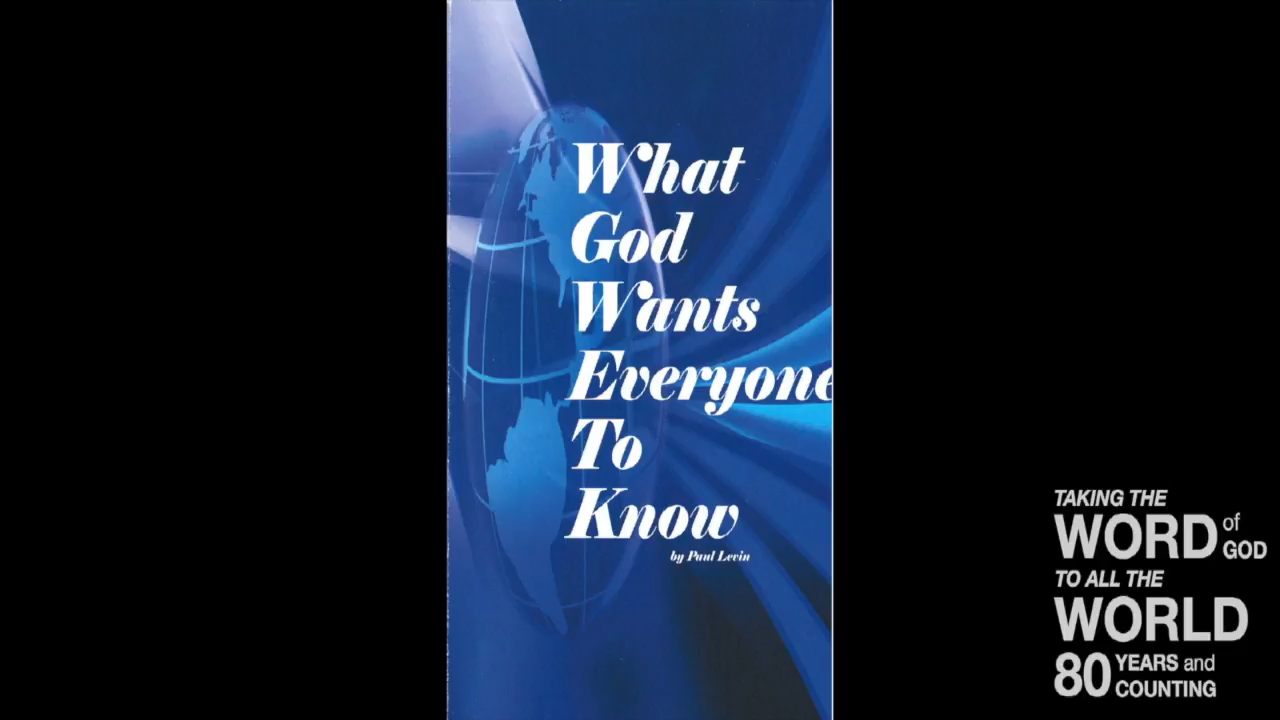 What
God
Wants
Everyone
To
Know
by Paul Levin
TAKING THE
WORD of GOD
TO ALL THE
WORLD
80 YEARS and
COUNTING